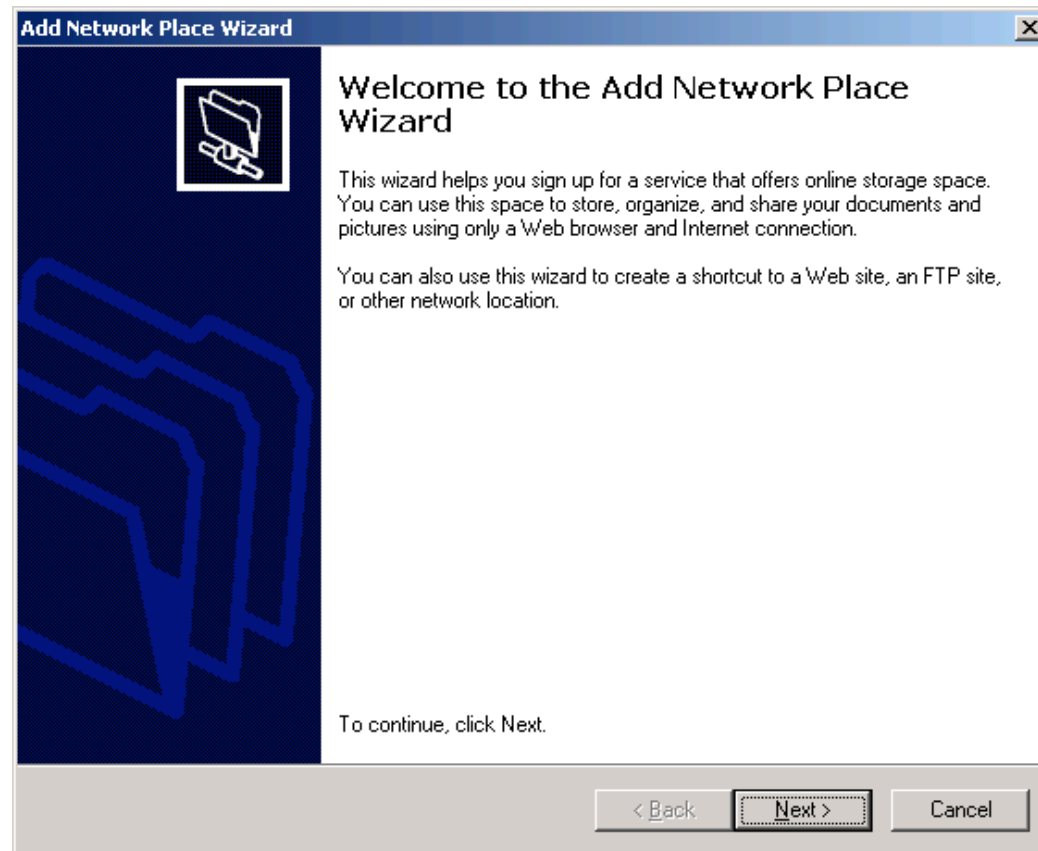 Add Network Place Wizard
Welcome to the Add Network Place
Wizard
This wizard helps you sign up for a service that offers online storage space.
You can use this space to store, organize, and share your documents and
pictures using only a Web browser and Internet connection.
You can also use this wizard to create a shortcut to a Web site, an FTP site,
or other network location.
To continue, click Next.
< Back
Next >
Cancel